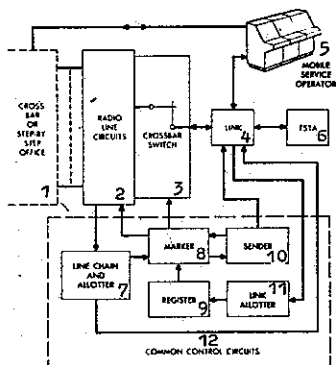 5
MOBILE
SERVICE
OPERATOR
CROSS
BAR
OR
STEP-BY
STEP
OFFICE
1
RADIO
LINE
CIRCUITS
2
CROSSBAR
SWITCH
3
LINK
4
TSTA
6
MARKER
8
SENDER
10
LINE CHAIN
AND
ALLOTTER
7
REGISTER
9
LINK
ALLOTTER
11
12
COMMON CONTROL CIRCUITS